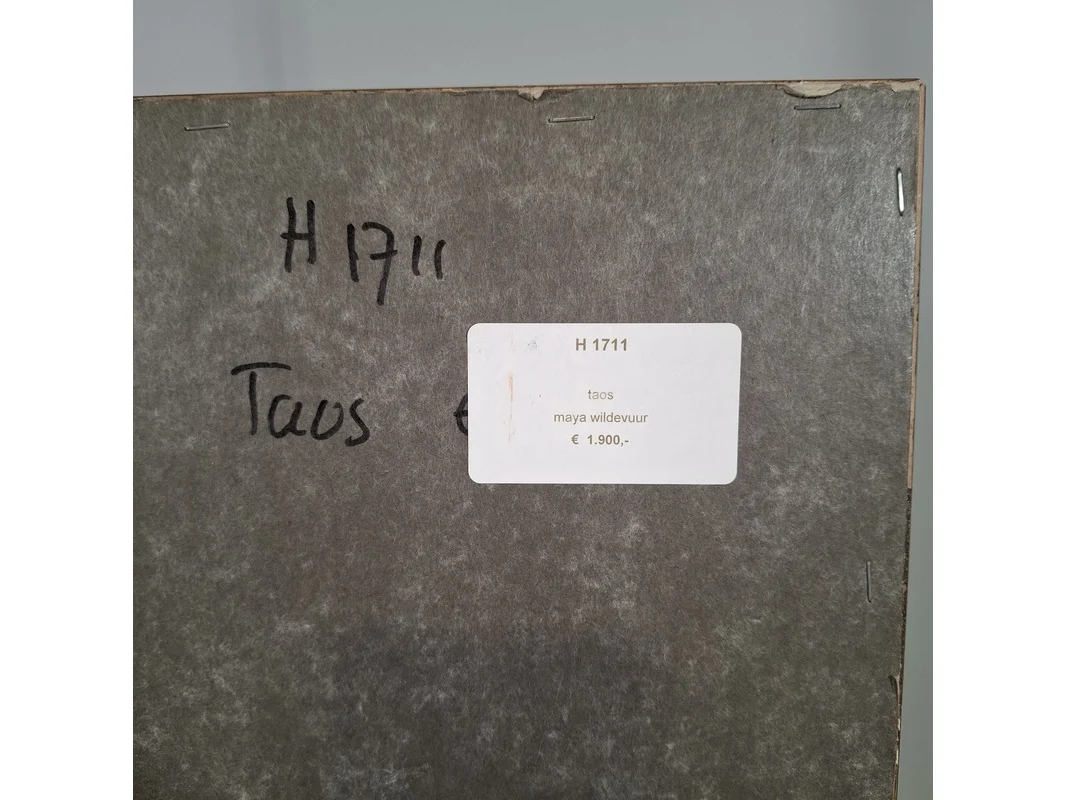 H 1711
Taos
H 1711
taos
maya wildevuur
€ 1.900,-